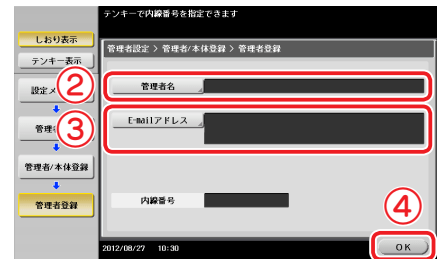 テンキーで内線番号を指定できます
しおり表示
管理者設定 > 管理者/本体登録 > 管理者登録
テンキー表示
設定メ
②
管理者名
管理
③
E-mailアドレス
管理者/本体登録
管理者登録
内線番号
④
2012/08/27 10:30
OK